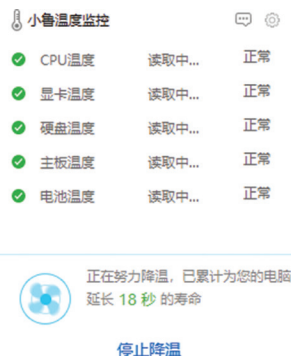 小鲁温度监控
CPU温度 读取中... 正常
显卡温度 读取中... 正常
硬盘温度 读取中... 正常
主板温度 读取中... 正常
电池温度 读取中... 正常
正在努力降温，已累计为您的电脑
延长 18 秒 的寿命
停止降温